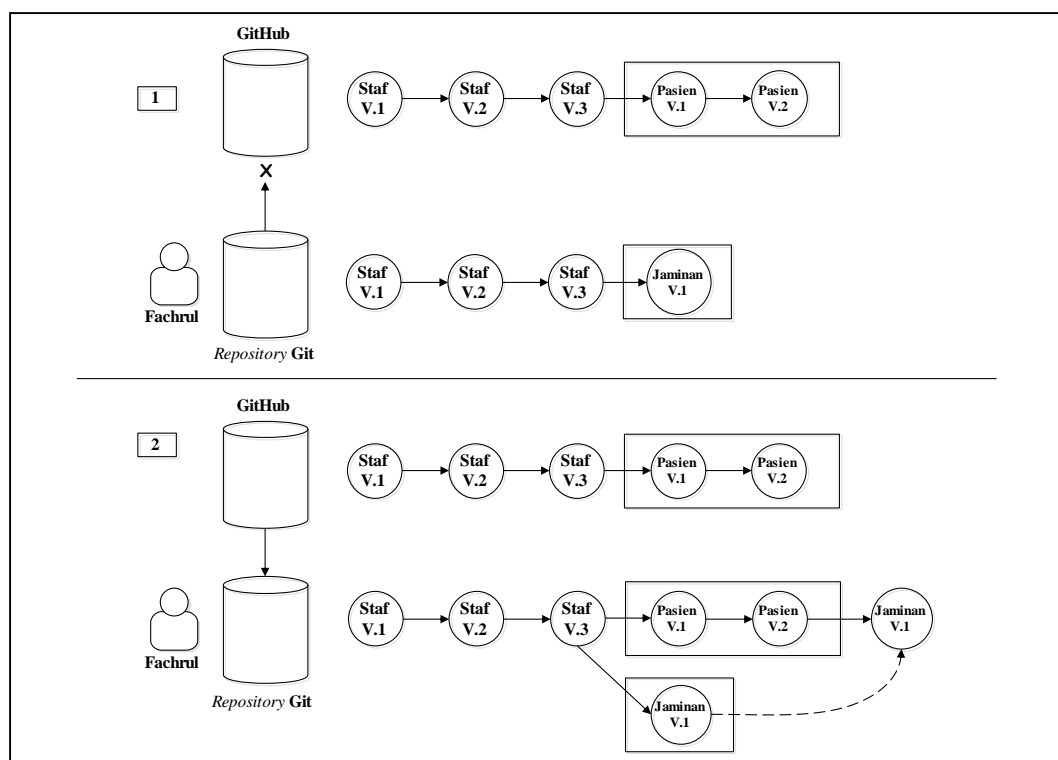 GitHub
1
Staf
V.1
Staf
V.2
Staf
V.3
Pasien
V.1
Pasien
V.2
X
Fachrul
Staf
V.1
Staf
V.2
Staf
V.3
Jaminan
V.1
Repository Git
GitHub
2
Staf
V.1
Staf
V.2
Staf
V.3
Pasien
V.1
Pasien
V.2
Fachrul
Staf
V.1
Staf
V.2
Staf
V.3
Pasien
V.1
Pasien
V.2
Jaminan
V.1
Jaminan
V.1
Repository Git